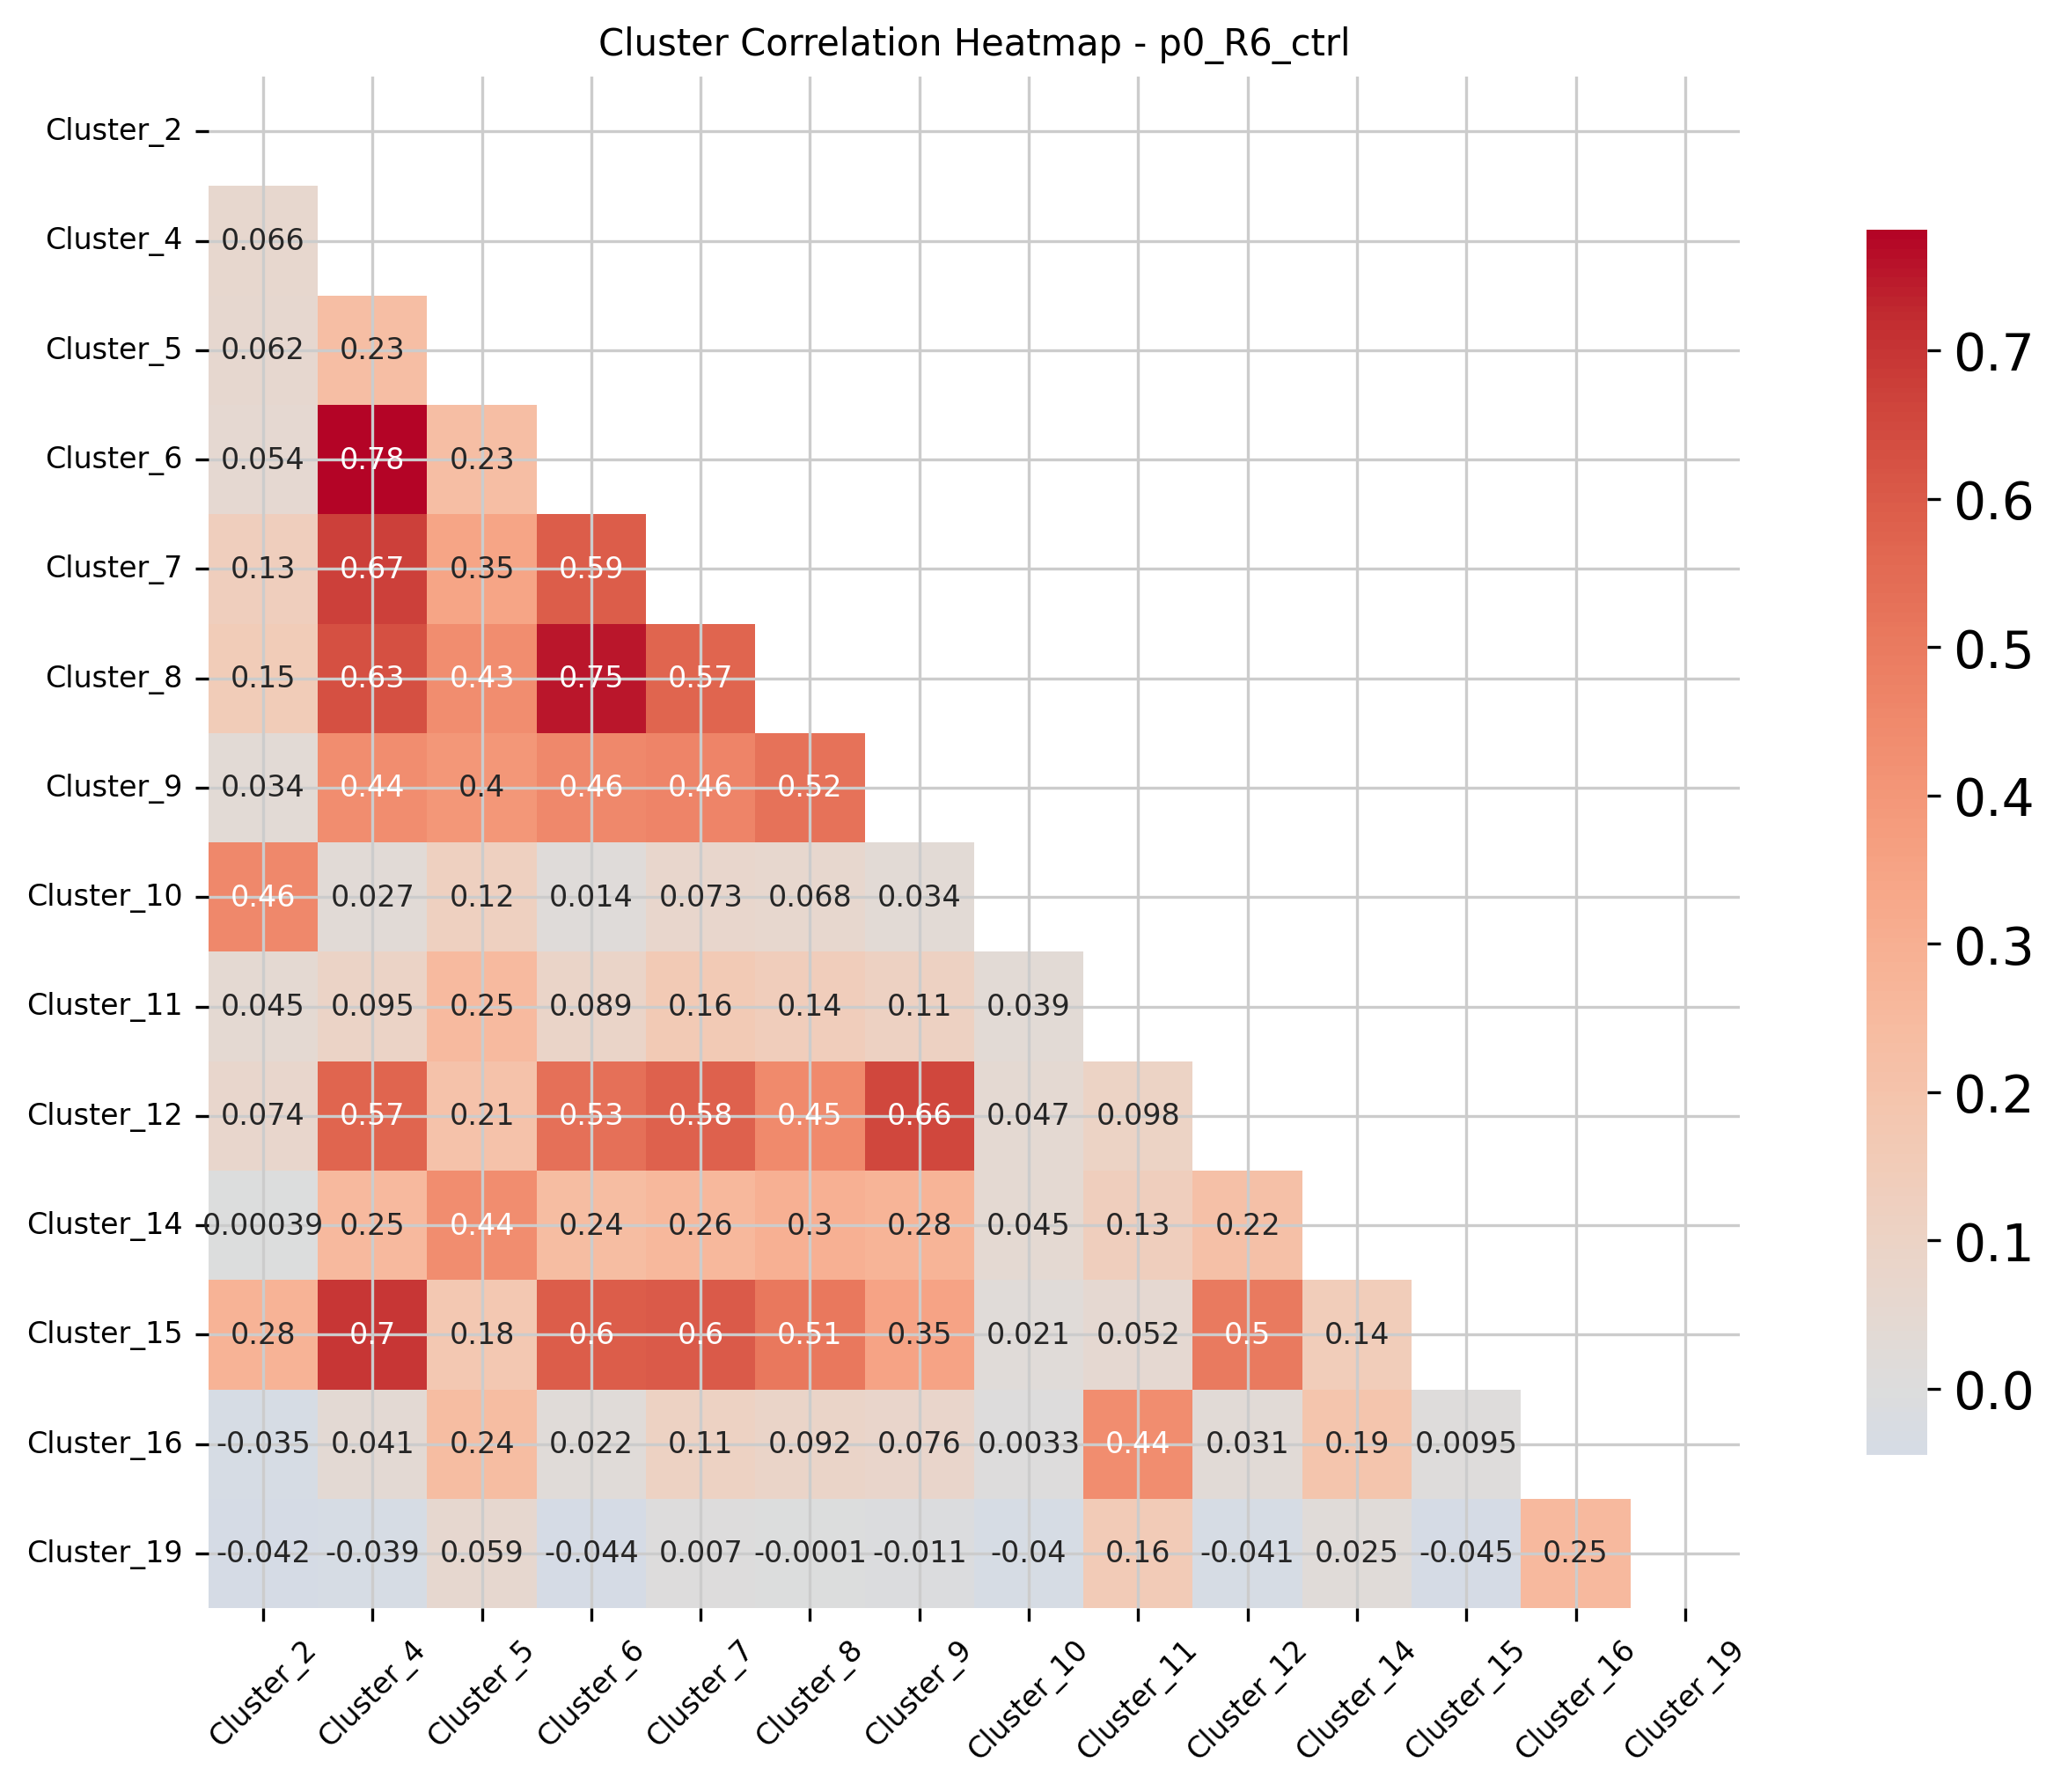 Cluster Correlation Heatmap - p0_R6_ctrl
Cluster_2
Cluster_4 0.066
Cluster_5 0.062 0.23
Cluster_6 0.054 0.78 0.23
Cluster_7 0.13 0.67 0.35 0.59
Cluster_8 0.15 0.63 0.43 0.75 0.57
Cluster_9 0.034 0.44 0.4 0.46 0.46 0.52
Cluster_10 0.46 0.027 0.12 0.014 0.073 0.068 0.034
Cluster_11 0.045 0.095 0.25 0.089 0.16 0.14 0.11 0.039
Cluster_12 0.074 0.57 0.21 0.53 0.58 0.45 0.66 0.047 0.098
Cluster_14 0.00039 0.25 0.44 0.24 0.26 0.3 0.28 0.045 0.13 0.22
Cluster_15 0.28 0.7 0.18 0.6 0.6 0.51 0.35 0.021 0.052 0.5 0.14
Cluster_16 -0.035 0.041 0.24 0.022 0.11 0.092 0.076 0.0033 0.44 0.031 0.19 0.0095
Cluster_19 -0.042 -0.039 0.059 -0.044 0.007 -0.0001 -0.011 -0.04 0.16 -0.041 0.025 -0.045 0.25
Cluster_2 Cluster_4 Cluster_5 Cluster_6 Cluster_7 Cluster_8 Cluster_9 Cluster_10 Cluster_11 Cluster_12 Cluster_14 Cluster_15 Cluster_16 Cluster_19
0.7
0.6
0.5
0.4
0.3
0.2
0.1
0.0